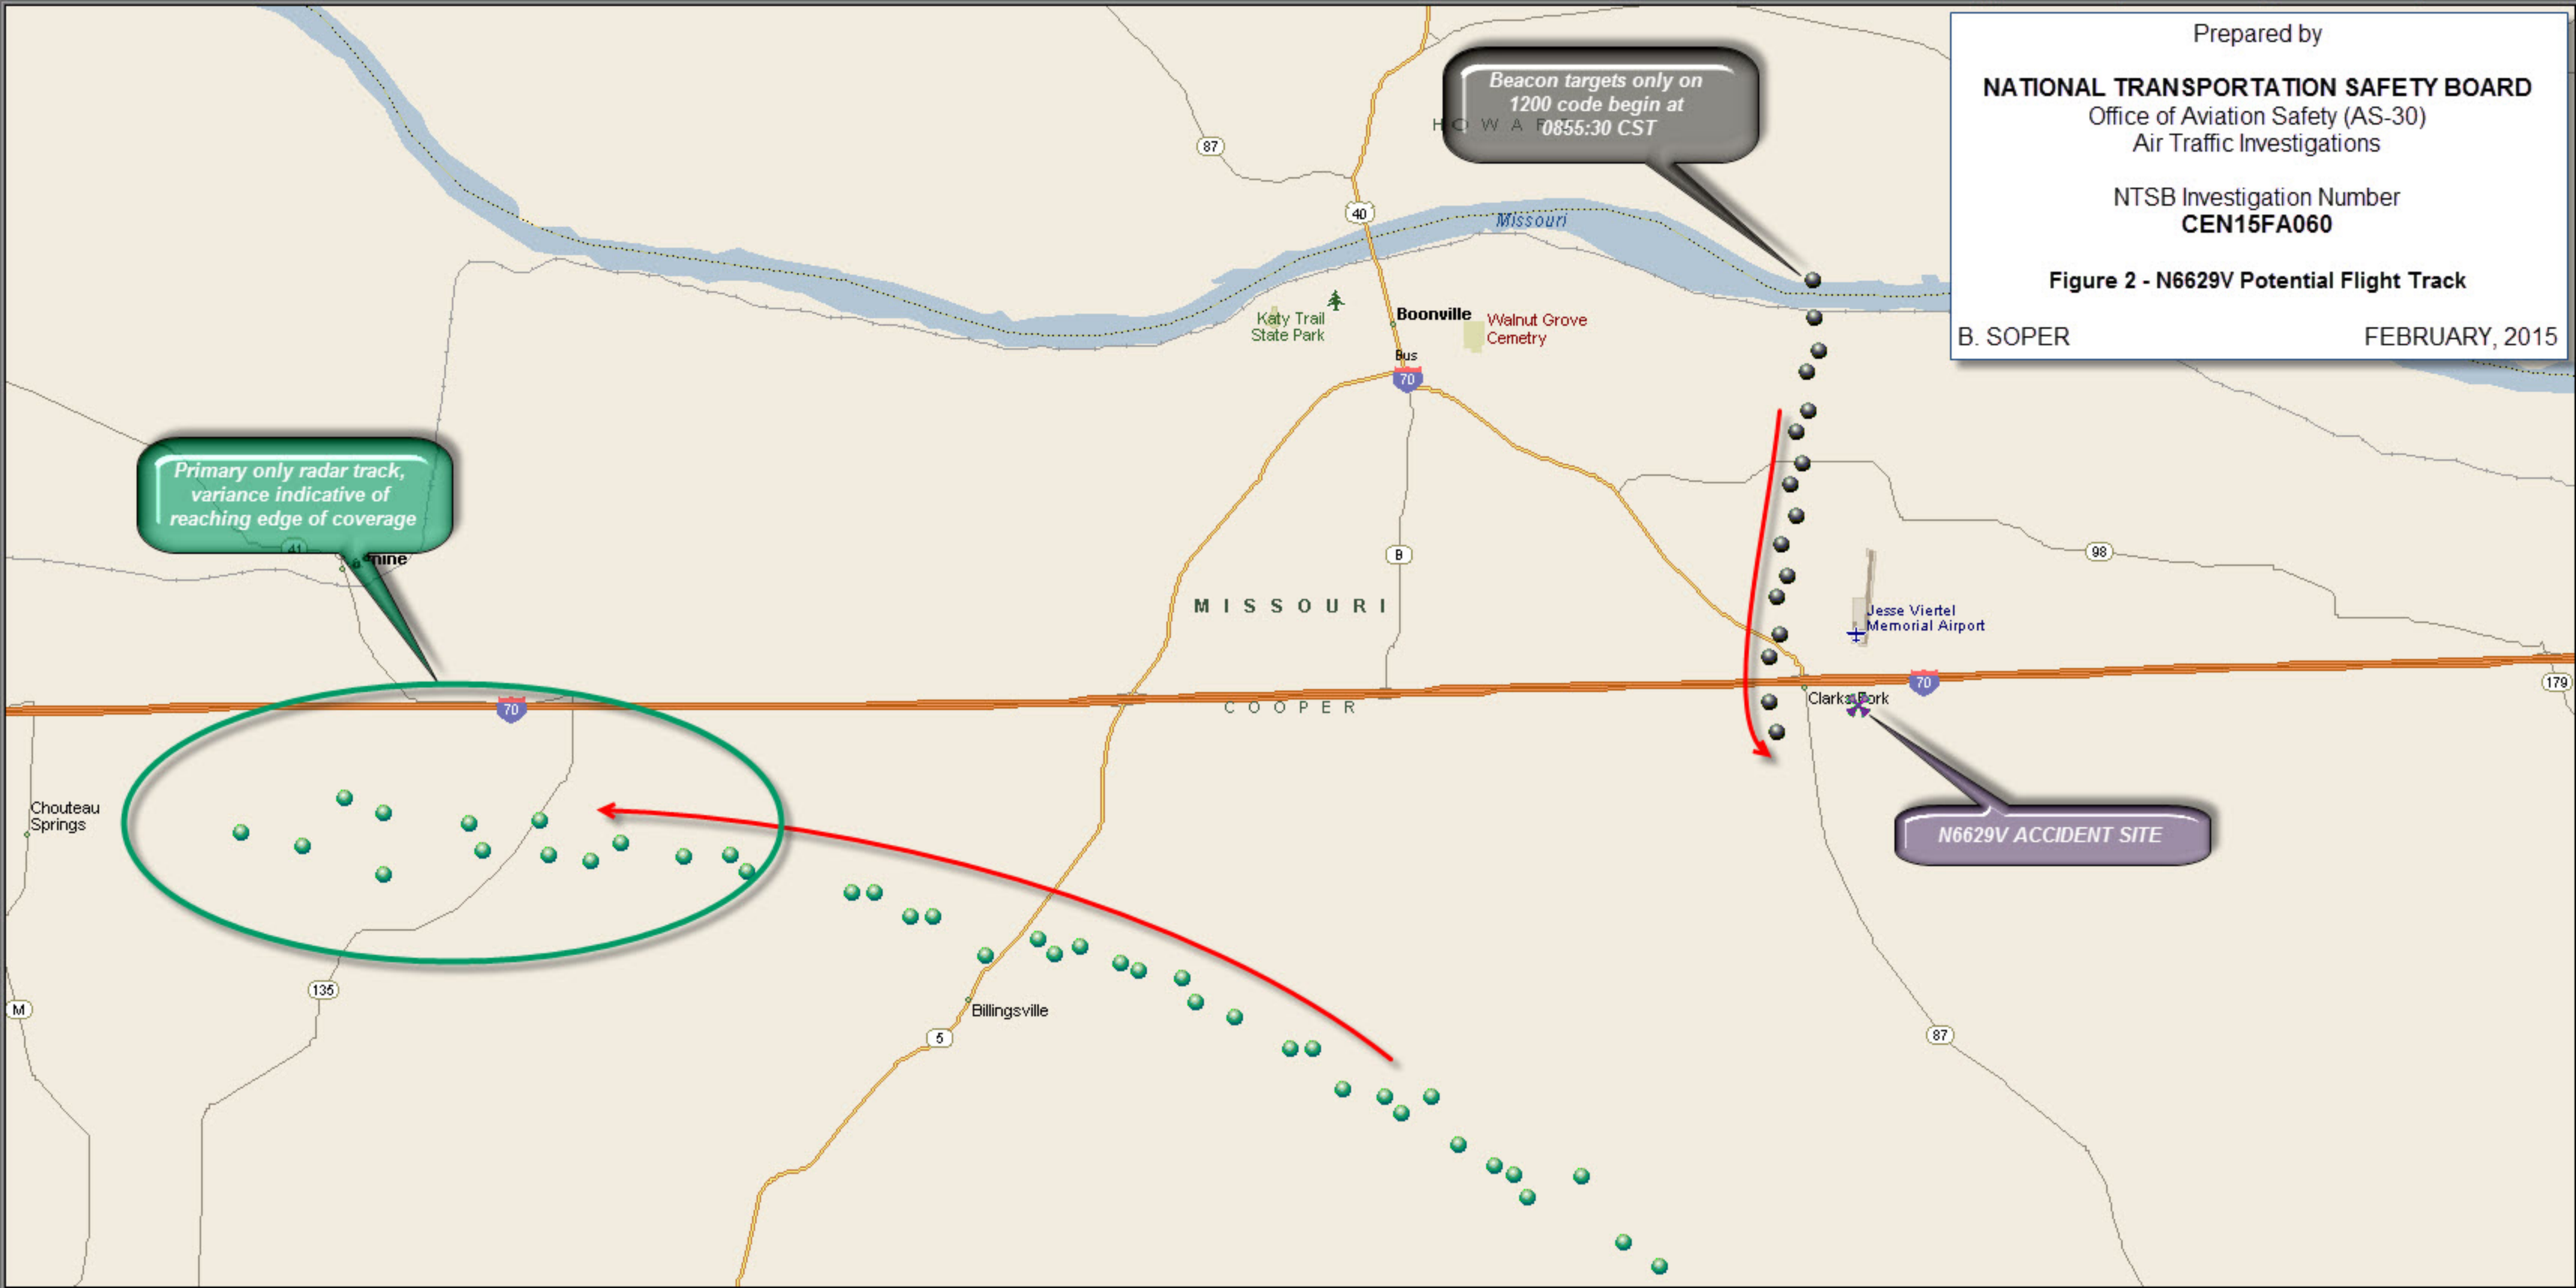 Prepared by
NATIONAL TRANSPORTATION SAFETY BOARD
Office of Aviation Safety (AS-30)
Air Traffic Investigations
NTSB Investigation Number
CEN15FA060
Figure 2 - N6629V Potential Flight Track
B. SOPER FEBRUARY, 2015
Beacon targets only on
1200 code begin at
0855:30 CST
87
40
Missouri
Katy Trail
State Park
Boonville
Walnut Grove
Cemetery
Bus
70
Primary only radar track,
variance indicative of
reaching edge of coverage
41
B
98
MISSOURI
Jesse Viertel
Memorial Airport
70
COOPER
70
Clarks Fork
179
Chouteau
Springs
N6629V ACCIDENT SITE
135
M
Billingsville
5
87